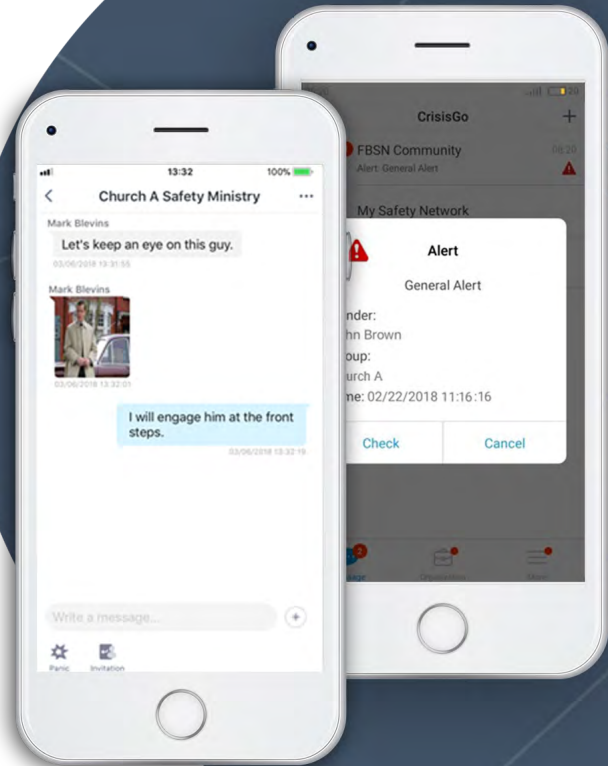 13:32
100%
Church A Safety Ministry
Mark Blevins
Let's keep an eye on this guy.
03/06/2018 13:31:55
Mark Blevins
03/06/2018 13:32:01
I will engage him at the front
steps.
03/06/2018 13:32:19
Write a message...
Panic
Invitation
CrisisGo
FBSN Community
08:20
Alert: General Alert
My Safety Network
Alert
General Alert
nder:
hn Brown
oup:
urch A
me: 02/22/2018 11:16:16
Check
Cancel
2
More